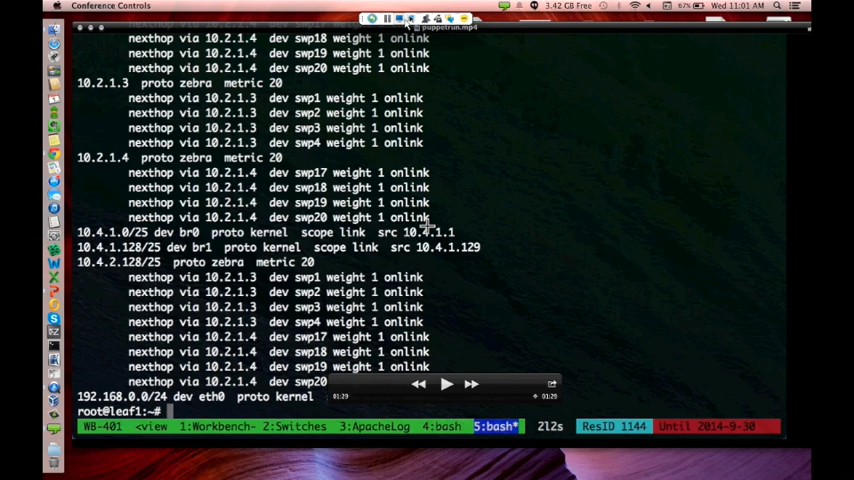 Conference Controls
3.42 GB Free
67%
Wed 11:01 AM
puppetrun.mp4
nexthop via 10.2.1.4 dev swp18 weight 1 onlink
nexthop via 10.2.1.4 dev swp19 weight 1 onlink
nexthop via 10.2.1.4 dev swp20 weight 1 onlink
10.2.1.3 proto zebra metric 20
nexthop via 10.2.1.3 dev swp1 weight 1 onlink
nexthop via 10.2.1.3 dev swp2 weight 1 onlink
nexthop via 10.2.1.3 dev swp3 weight 1 onlink
nexthop via 10.2.1.3 dev swp4 weight 1 onlink
10.2.1.4 proto zebra metric 20
nexthop via 10.2.1.4 dev swp17 weight 1 onlink
nexthop via 10.2.1.4 dev swp18 weight 1 onlink
nexthop via 10.2.1.4 dev swp19 weight 1 onlink
nexthop via 10.2.1.4 dev swp20 weight 1 onlink
10.4.1.0/25 dev br0 proto kernel scope link src 10.4.1.1
10.4.1.128/25 dev br1 proto kernel scope link src 10.4.1.129
10.4.2.128/25 proto zebra metric 20
nexthop via 10.2.1.3 dev swp1 weight 1 onlink
nexthop via 10.2.1.3 dev swp2 weight 1 onlink
nexthop via 10.2.1.3 dev swp3 weight 1 onlink
nexthop via 10.2.1.3 dev swp4 weight 1 onlink
nexthop via 10.2.1.4 dev swp17 weight 1 onlink
nexthop via 10.2.1.4 dev swp18 weight 1 onlink
nexthop via 10.2.1.4 dev swp19 weight 1 onlink
nexthop via 10.2.1.4 dev swp20
192.168.0.0/24 dev eth0 proto kernel
01:29
01:29
root@leaf1:~#
WB-401 <view 1:Workbench- 2:Switches 3:ApacheLog 4:bash 5:bash* 2l2s ResID 1144 Until 2014-9-30